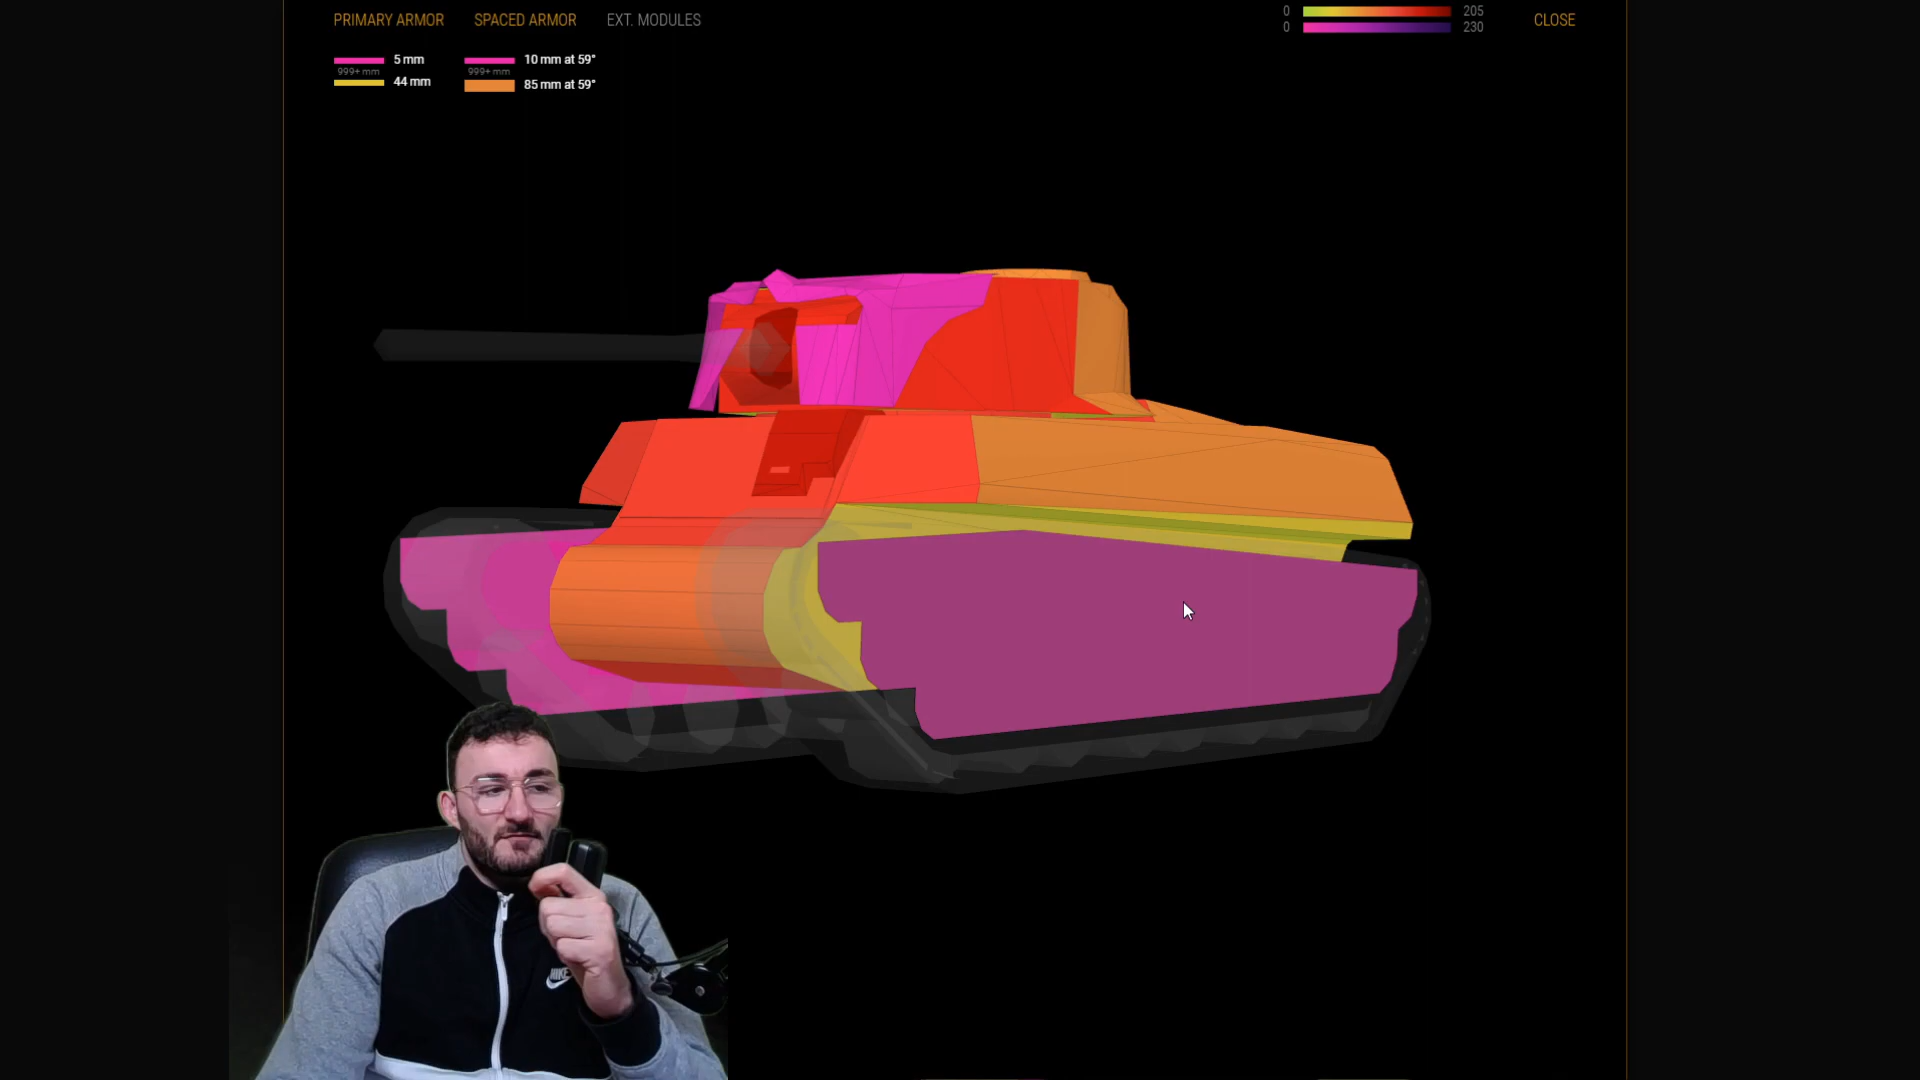 PRIMARY ARMOR SPACED ARMOR EXT. MODULES
0 205
0 230
CLOSE
5 mm
999+ mm
44 mm
10 mm at 59°
999+ mm
85 mm at 59°
NIKE